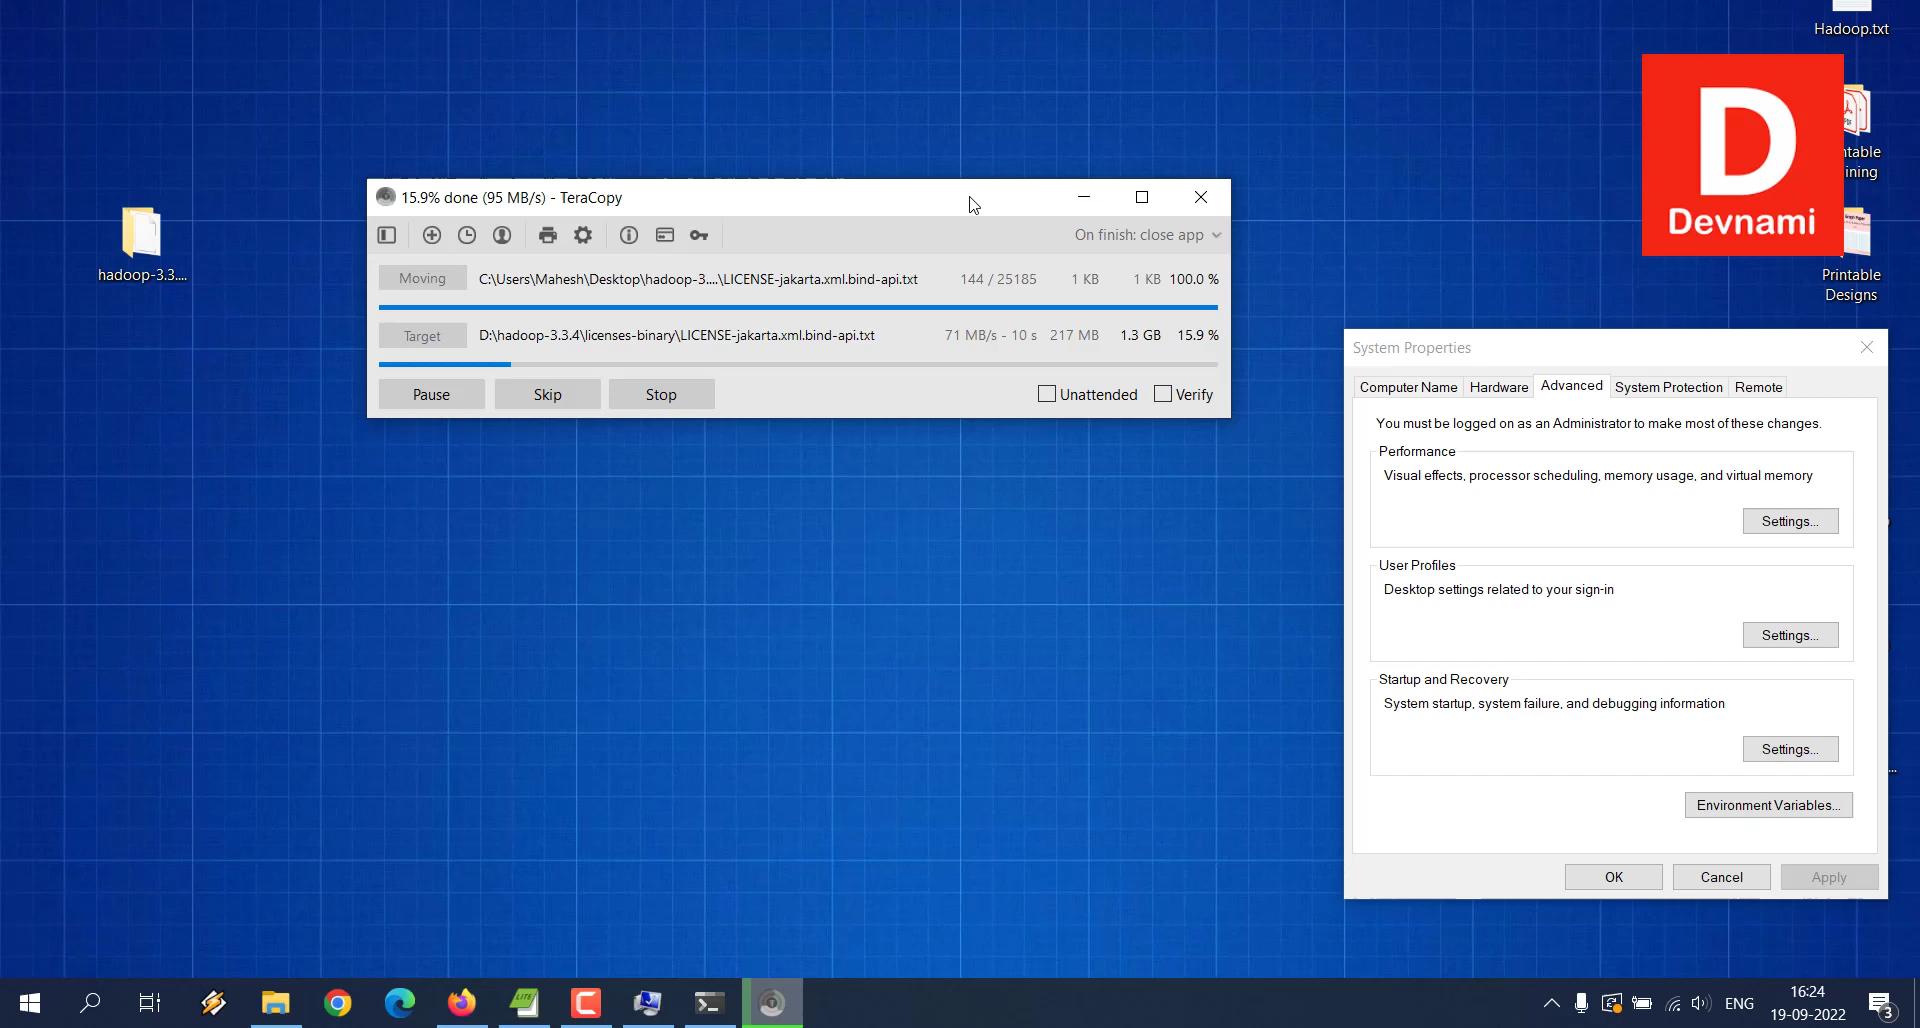 Hadoop.txt
D
Devnami
Printable
Designs
hadoop-3.3....
15.9% done (95 MB/s) - TeraCopy
On finish: close app
Moving C:\Users\Mahesh\Desktop\hadoop-3....\LICENSE-jakarta.xml.bind-api.txt 144 / 25185 1 KB 1 KB 100.0 %
Target D:\hadoop-3.3.4\licenses-binary\LICENSE-jakarta.xml.bind-api.txt 71 MB/s - 10 s 217 MB 1.3 GB 15.9 %
Pause Skip Stop Unattended Verify
System Properties
Computer Name Hardware Advanced System Protection Remote
You must be logged on as an Administrator to make most of these changes.
Performance
Visual effects, processor scheduling, memory usage, and virtual memory
Settings...
User Profiles
Desktop settings related to your sign-in
Settings...
Startup and Recovery
System startup, system failure, and debugging information
Settings...
Environment Variables...
OK Cancel Apply
LITE
ENG
16:24
19-09-2022
3